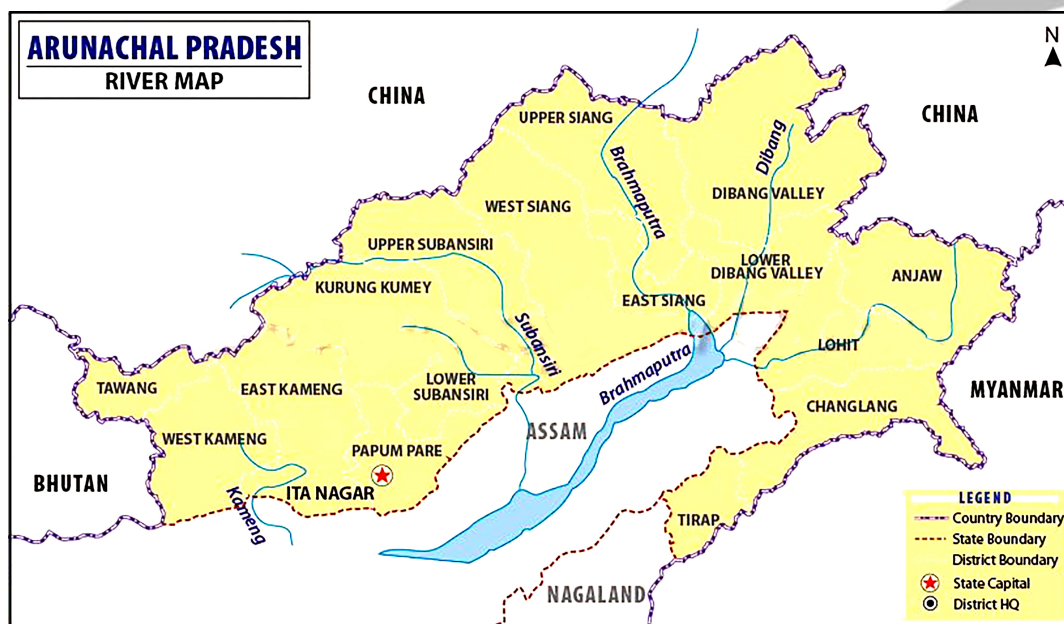 ARUNACHAL PRADESH
RIVER MAP
N
CHINA
CHINA
UPPER SIANG
Brahmaputra
Dibang
DIBANG VALLEY
WEST SIANG
UPPER SUBANSIRI
LOWER
DIBANG VALLEY
ANJAW
KURUNG KUMEY
EAST SIANG
Subansiri
LOHIT
Brahmaputra
TAWANG
EAST KAMENG
LOWER
SUBANSIRI
MYANMAR
CHANGLANG
ASSAM
WEST KAMENG
PAPUM PARE
BHUTAN
ITA NAGAR
Kameng
TIRAP
NAGALAND
LEGEND
Country Boundary
State Boundary
District Boundary
State Capital
District HQ